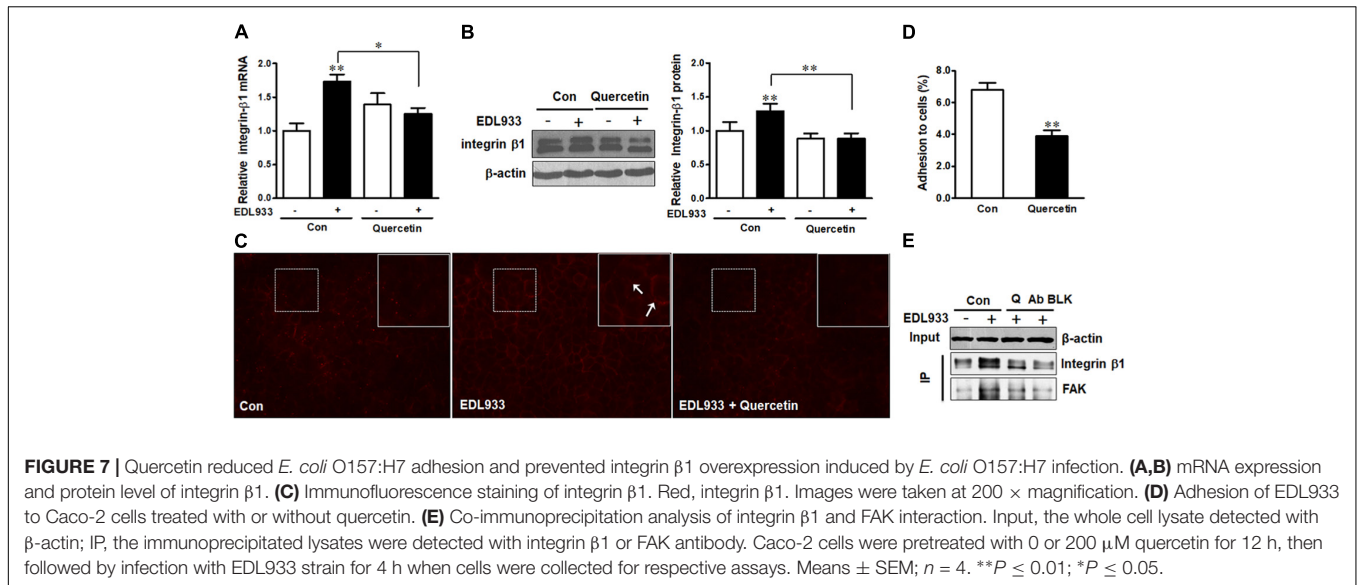 A
Relative integrin-β1 mRNA
2.0
1.5
1.0
0.5
0.0
**
*
EDL933 - + - +
Con Quercetin
B
Con Quercetin
EDL933 - + - +
integrin β1
β-actin
Relative Integrin-β1 protein
2.0
1.5
1.0
0.5
0.0
**
**
EDL933 - + - +
Con Quercetin
D
Adhesion to cells (%)
8.0
6.0
4.0
2.0
0.0
**
Con Quercetin
C
Con
EDL933
EDL933 + Quercetin
E
Con Q Ab BLK
EDL933 - + + +
Input β-actin
IP
Integrin β1
FAK
FIGURE 7 | Quercetin reduced E. coli O157:H7 adhesion and prevented integrin β1 overexpression induced by E. coli O157:H7 infection. (A,B) mRNA expression
and protein level of integrin β1. (C) Immunofluorescence staining of integrin β1. Red, integrin β1. Images were taken at 200 × magnification. (D) Adhesion of EDL933
to Caco-2 cells treated with or without quercetin. (E) Co-immunoprecipitation analysis of integrin β1 and FAK interaction. Input, the whole cell lysate detected with
β-actin; IP, the immunoprecipitated lysates were detected with integrin β1 or FAK antibody. Caco-2 cells were pretreated with 0 or 200 μM quercetin for 12 h, then
followed by infection with EDL933 strain for 4 h when cells were collected for respective assays. Means ± SEM; n = 4. **P ≤ 0.01; *P ≤ 0.05.